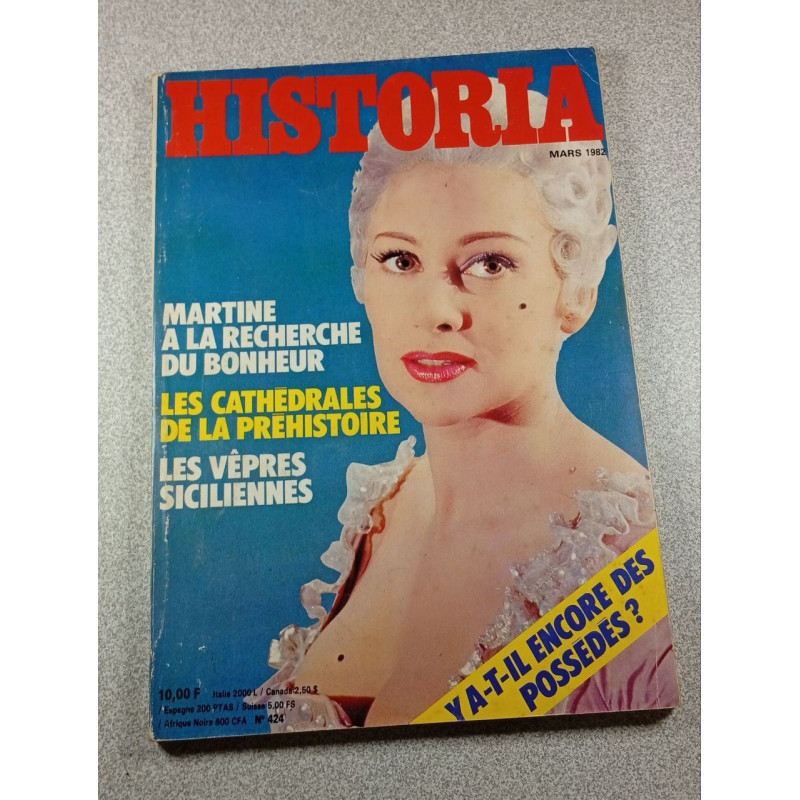 HISTORIA
MARS 1982
MARTINE
A LA RECHERCHE
DU BONHEUR
LES CATHÉDRALES
DE LA PRÉHISTOIRE
LES VÊPRES
SICILIENNES
Y A-T-IL ENCORE DES
POSSÉDÉS ?
10,00 F Italie 2000 L / Canada 2,50 $
/ Espagne 200 PTAS / Suisse 5,00 FS
/ Afrique Noire 800 CFA N° 424